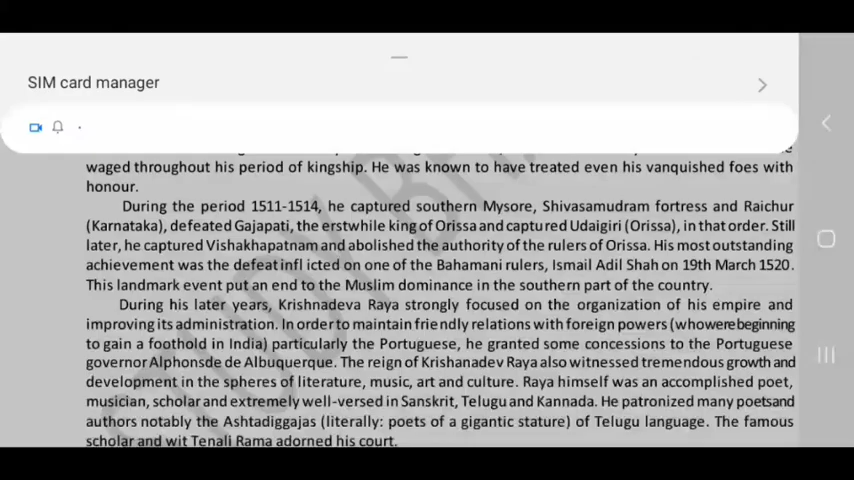 SIM card manager
waged throughout his period of kingship. He was known to have treated even his vanquished foes with
honour.
During the period 1511-1514, he captured southern Mysore, Shivasamudram fortress and Raichur
(Karnataka), defeated Gajapati, the erstwhile king of Orissa and captured Udaigiri (Orissa), in that order. Still
later, he captured Vishakhapatnam and abolished the authority of the rulers of Orissa. His most outstanding
achievement was the defeat infl icted on one of the Bahamani rulers, Ismail Adil Shah on 19th March 1520.
This landmark event put an end to the Muslim dominance in the southern part of the country.
During his later years, Krishnadeva Raya strongly focused on the organization of his empire and
improving its administration. In order to maintain friendly relations with foreign powers (who were beginning
to gain a foothold in India) particularly the Portuguese, he granted some concessions to the Portuguese
governor Alphonsde de Albuquerque. The reign of Krishanadev Raya also witnessed tremendous growth and
development in the spheres of literature, music, art and culture. Raya himself was an accomplished poet,
musician, scholar and extremely well-versed in Sanskrit, Telugu and Kannada. He patronized many poets and
authors notably the Ashtadiggajas (literally: poets of a gigantic stature) of Telugu language. The famous
scholar and wit Tenali Rama adorned his court.